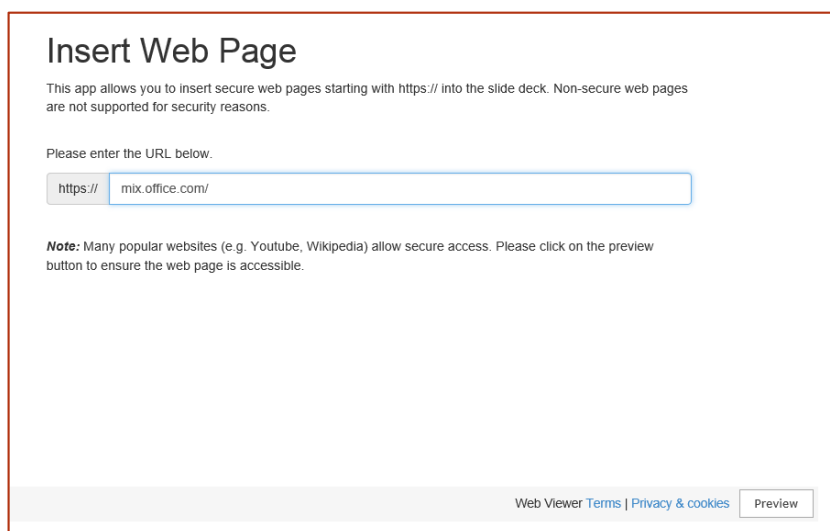 Insert Web Page
This app allows you to insert secure web pages starting with https:// into the slide deck. Non-secure web pages
are not supported for security reasons.
Please enter the URL below.
https:// mix.office.com/
Note: Many popular websites (e.g. Youtube, Wikipedia) allow secure access. Please click on the preview
button to ensure the web page is accessible.
Web Viewer Terms | Privacy & cookies Preview